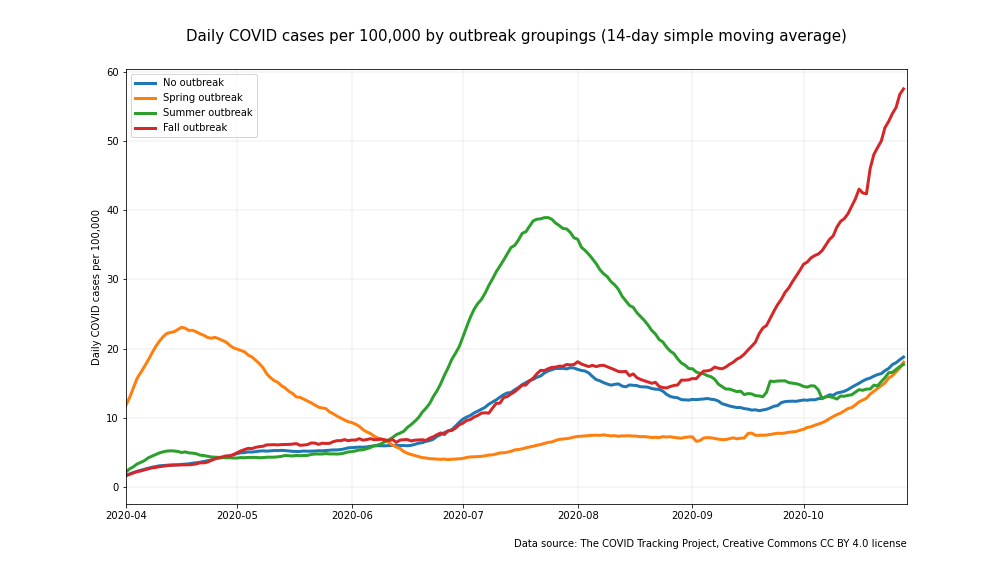 Daily COVID cases per 100,000 by outbreak groupings (14-day simple moving average)
No outbreak
Spring outbreak
Summer outbreak
Fall outbreak
Daily COVID cases per 100,000
60
50
40
30
20
10
0
2020-04 2020-05 2020-06 2020-07 2020-08 2020-09 2020-10
Data source: The COVID Tracking Project, Creative Commons CC BY 4.0 license